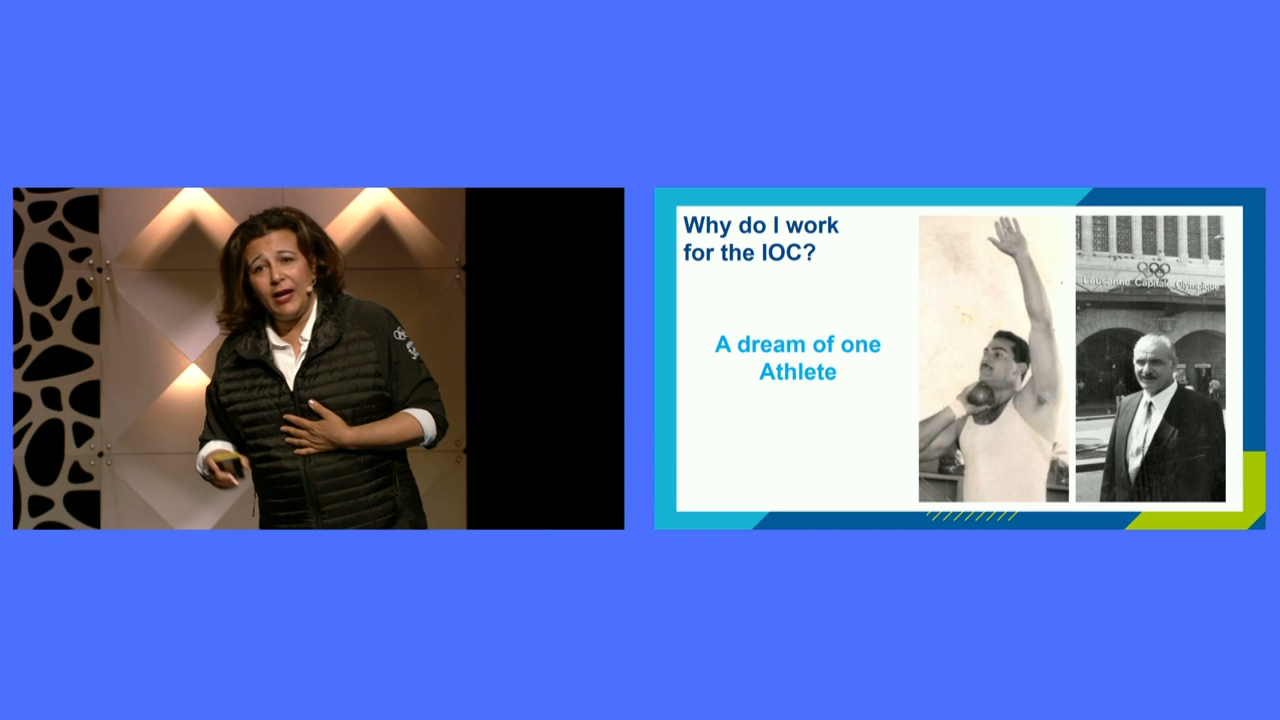 Why do I work
for the IOC?
A dream of one
Athlete
Lausanne Capitale Olympique